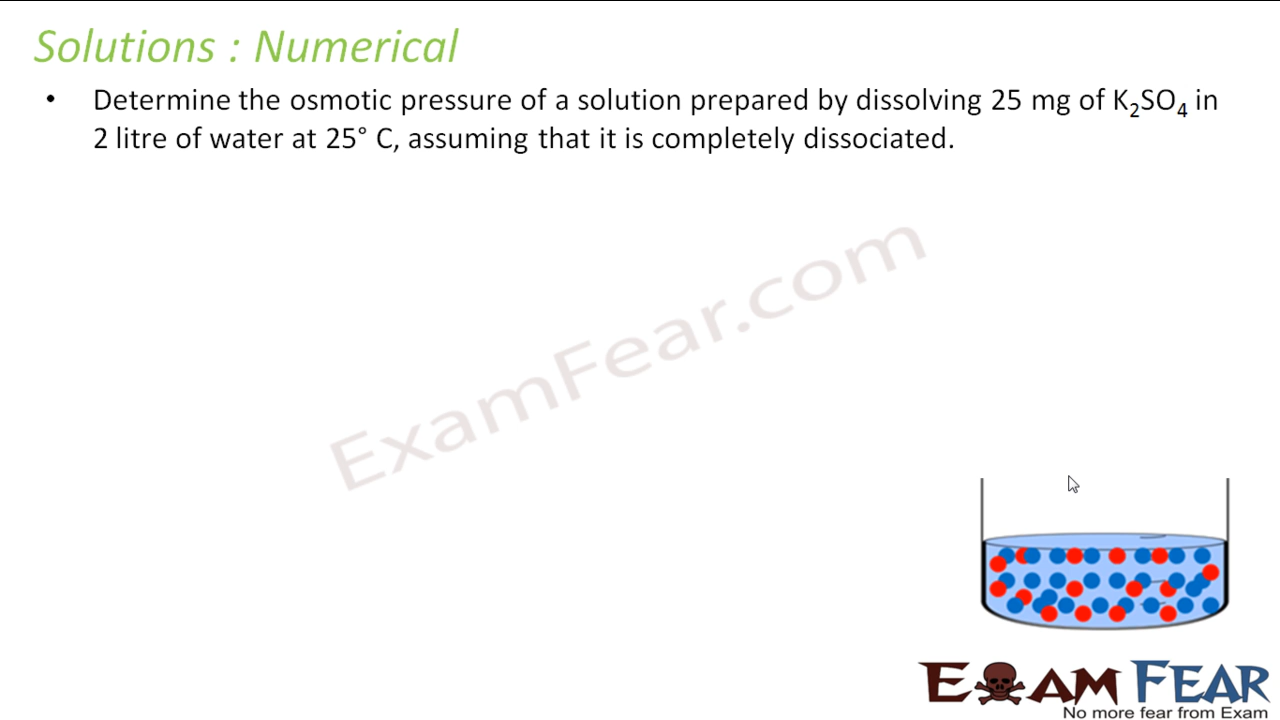 Solutions : Numerical
• Determine the osmotic pressure of a solution prepared by dissolving 25 mg of K₂SO₄ in
2 litre of water at 25° C, assuming that it is completely dissociated.
ExamFear.com
EXAM FEAR
No more fear from Exam